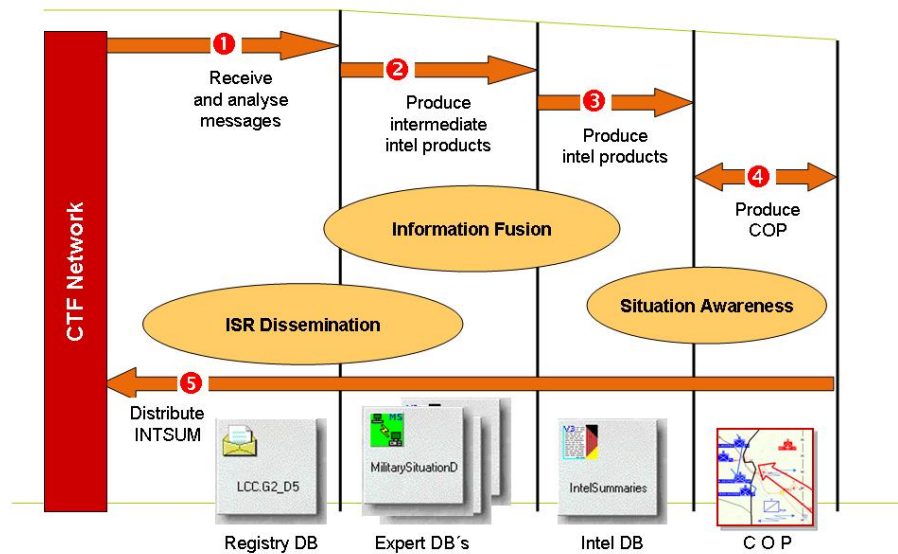 1
Receive
and analyse
messages
2
Produce
intermediate
intel products
3
Produce
intel products
4
Produce
COP
CTF Network
Information Fusion
Situation Awareness
ISR Dissemination
5
Distribute
INTSUM
LCC.G2_D5
MS
MilitarySituationD
V3
IntelSummaries
Registry DB
Expert DB´s
Intel DB
C O P